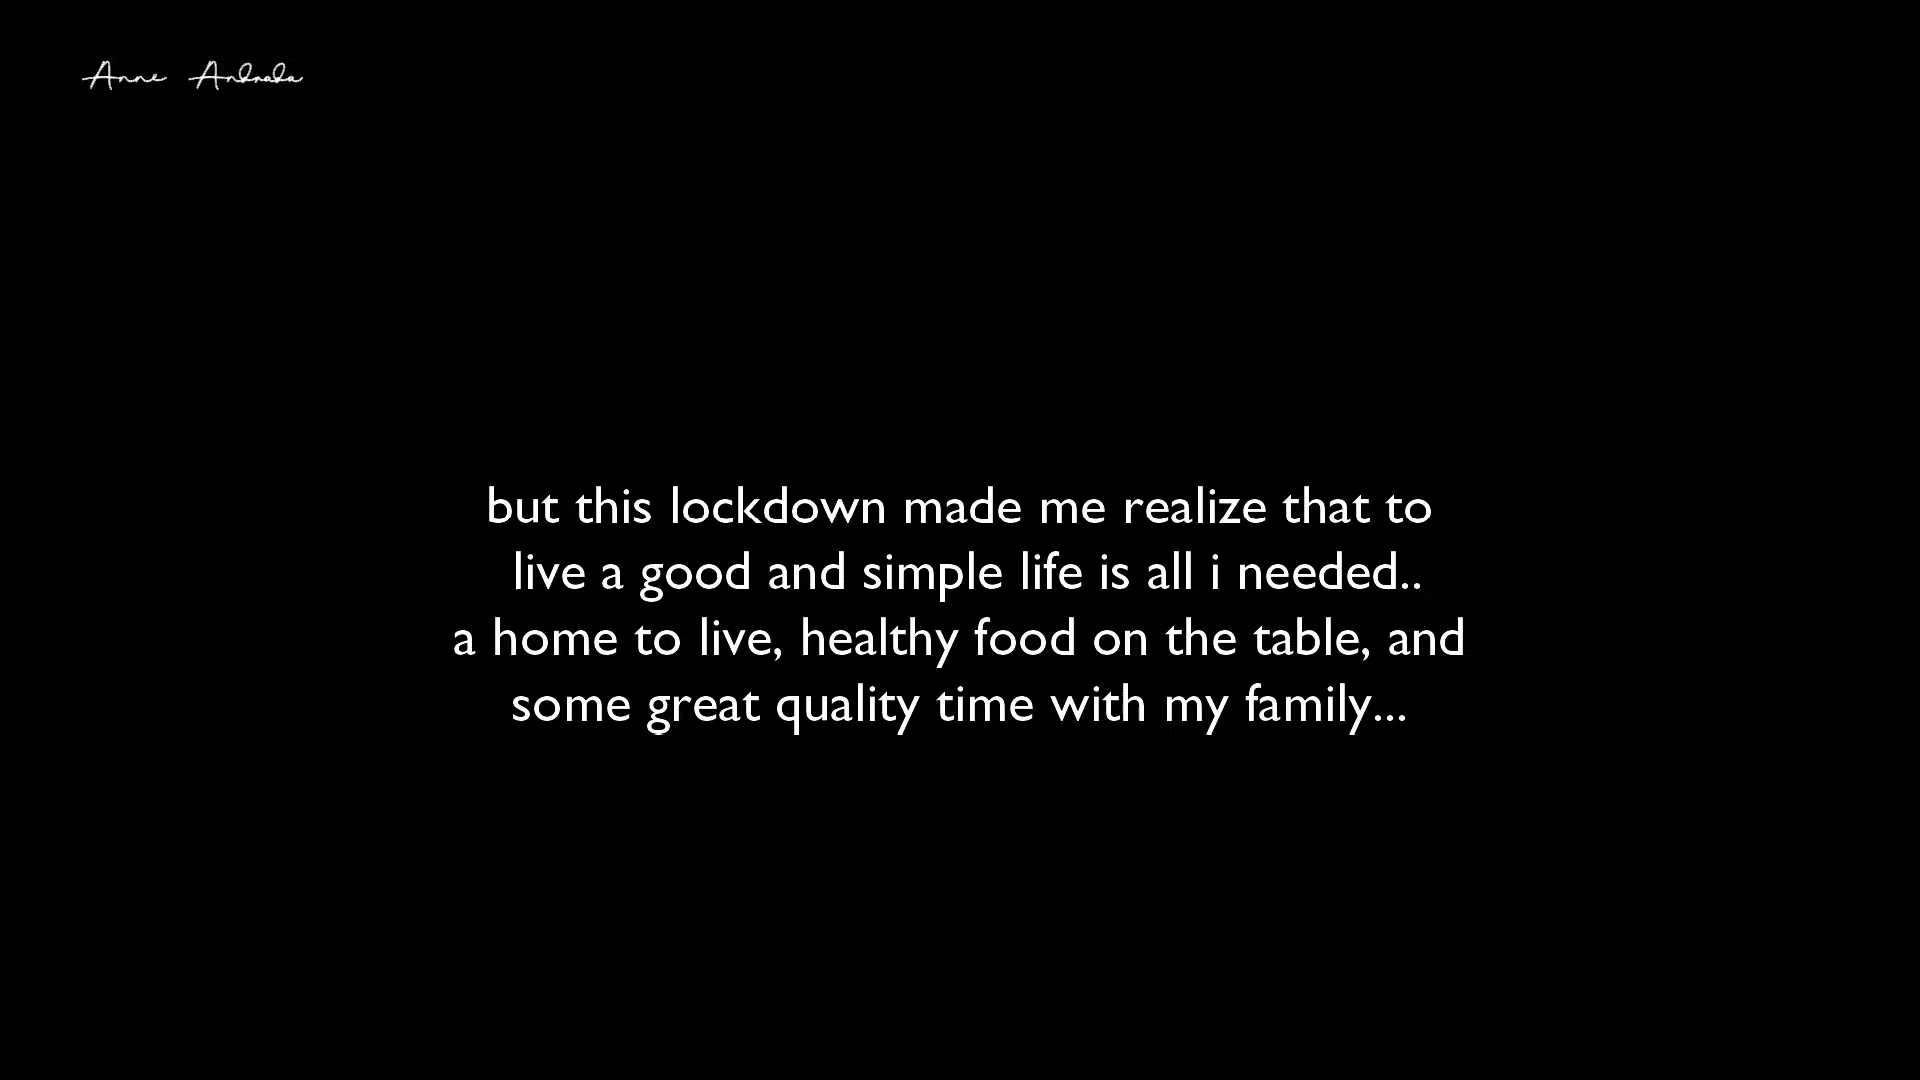 Anne Andrada
but this lockdown made me realize that to
live a good and simple life is all i needed..
a home to live, healthy food on the table, and
some great quality time with my family...